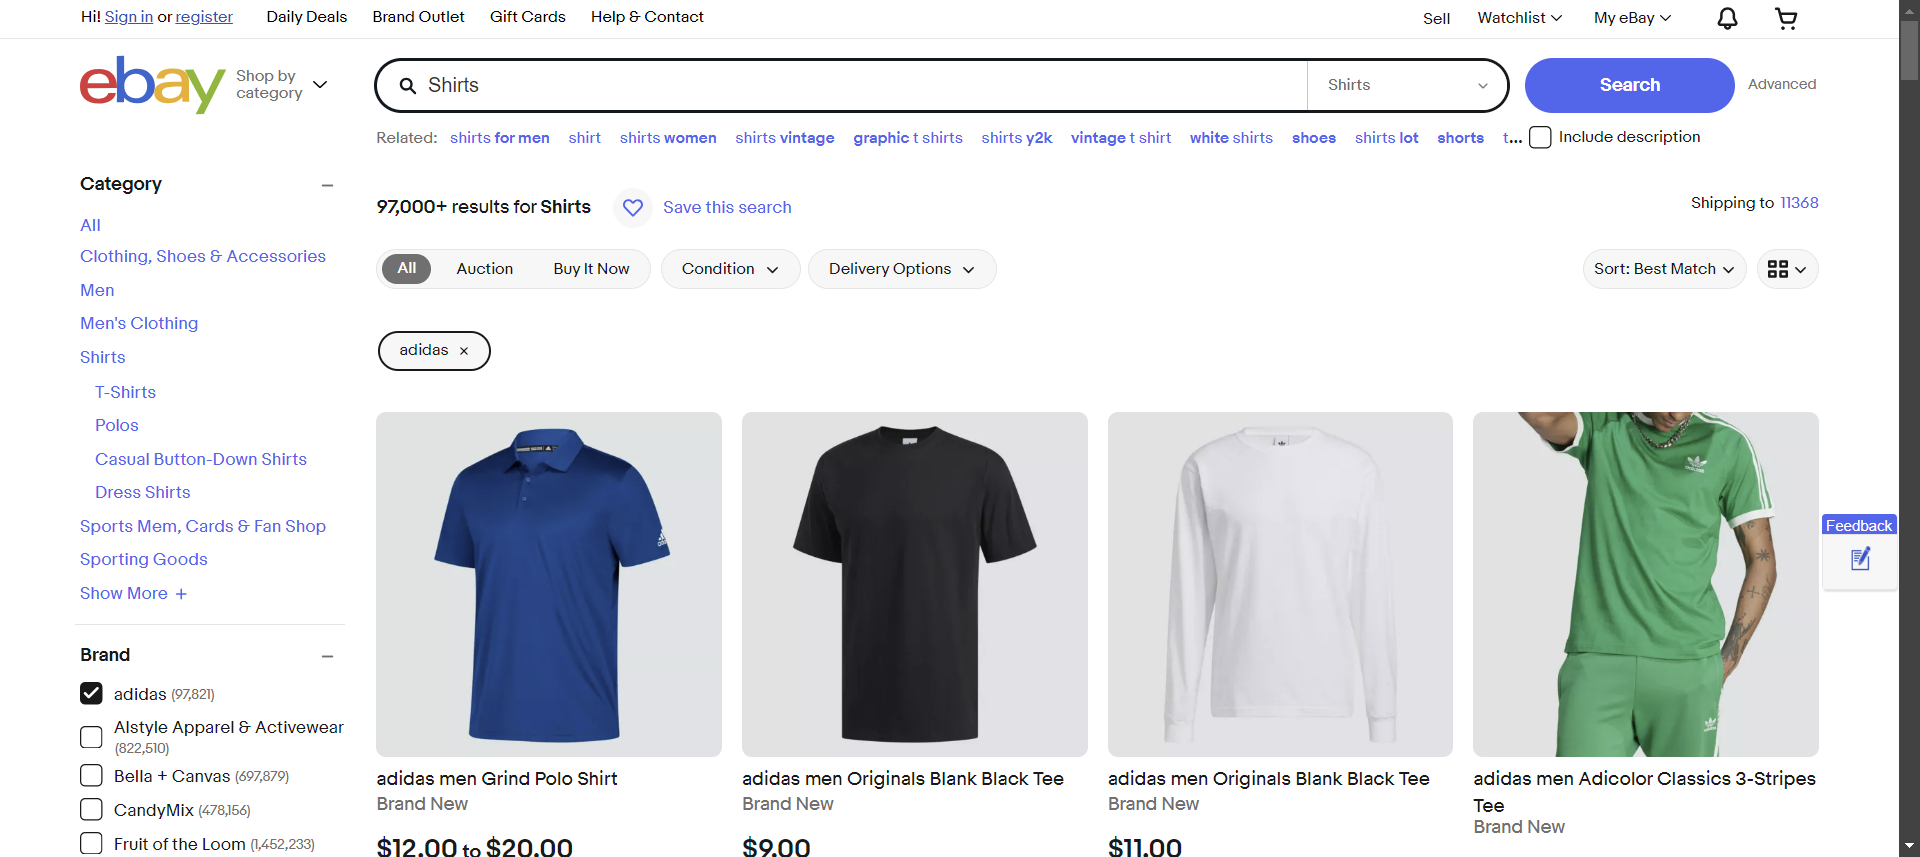 Hi! Sign in or register Daily Deals Brand Outlet Gift Cards Help & Contact Sell Watchlist My eBay
ebay Shop by category Shirts Shirts Search Advanced
Related: shirts for men shirt shirts women shirts vintage graphic t shirts shirts y2k vintage t shirt white shirts shoes shirts lot shorts t... Include description
Category
All
Clothing, Shoes & Accessories
Men
Men's Clothing
Shirts
T-Shirts
Polos
Casual Button-Down Shirts
Dress Shirts
Sports Mem, Cards & Fan Shop
Sporting Goods
Show More +
Brand
adidas (97,821)
Alstyle Apparel & Activewear
(822,510)
Bella + Canvas (697,879)
CandyMix (478,156)
Fruit of the Loom (1,452,233)
97,000+ results for Shirts Save this search Shipping to 11368
All Auction Buy It Now Condition Delivery Options Sort: Best Match
adidas ×
adidas men Grind Polo Shirt
Brand New
$12.00 to $20.00
adidas men Originals Blank Black Tee
Brand New
$9.00
adidas men Originals Blank Black Tee
Brand New
$11.00
adidas men Adicolor Classics 3-Stripes
Tee
Brand New
Feedback